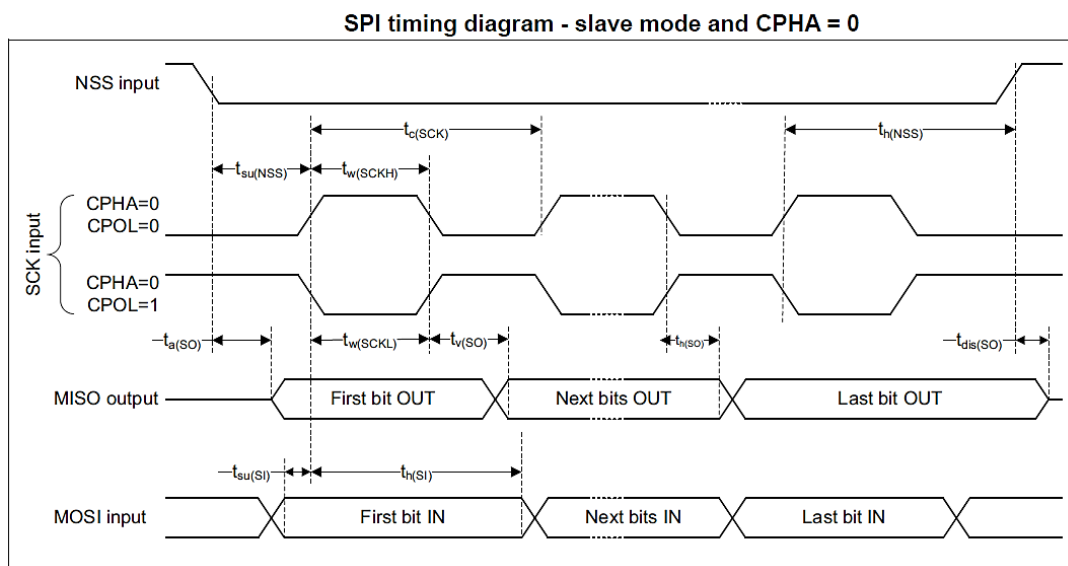 SPI timing diagram - slave mode and CPHA = 0
NSS input
tc(SCK)
th(NSS)
tsu(NSS)
tw(SCKH)
CPHA=0
CPOL=0
SCK input
CPHA=0
CPOL=1
ta(SO)
tw(SCKL)
tv(SO)
th(SO)
tdis(SO)
MISO output
First bit OUT
Next bits OUT
Last bit OUT
tsu(SI)
th(SI)
MOSI input
First bit IN
Next bits IN
Last bit IN